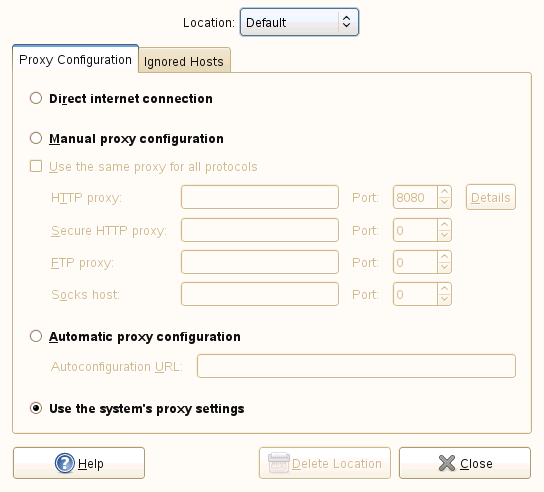 Location: Default
Proxy Configuration Ignored Hosts
Direct internet connection
Manual proxy configuration
Use the same proxy for all protocols
HTTP proxy: Port: 8080 Details
Secure HTTP proxy: Port: 0
FTP proxy: Port: 0
Socks host: Port: 0
Automatic proxy configuration
Autoconfiguration URL:
Use the system's proxy settings
Help Delete Location Close